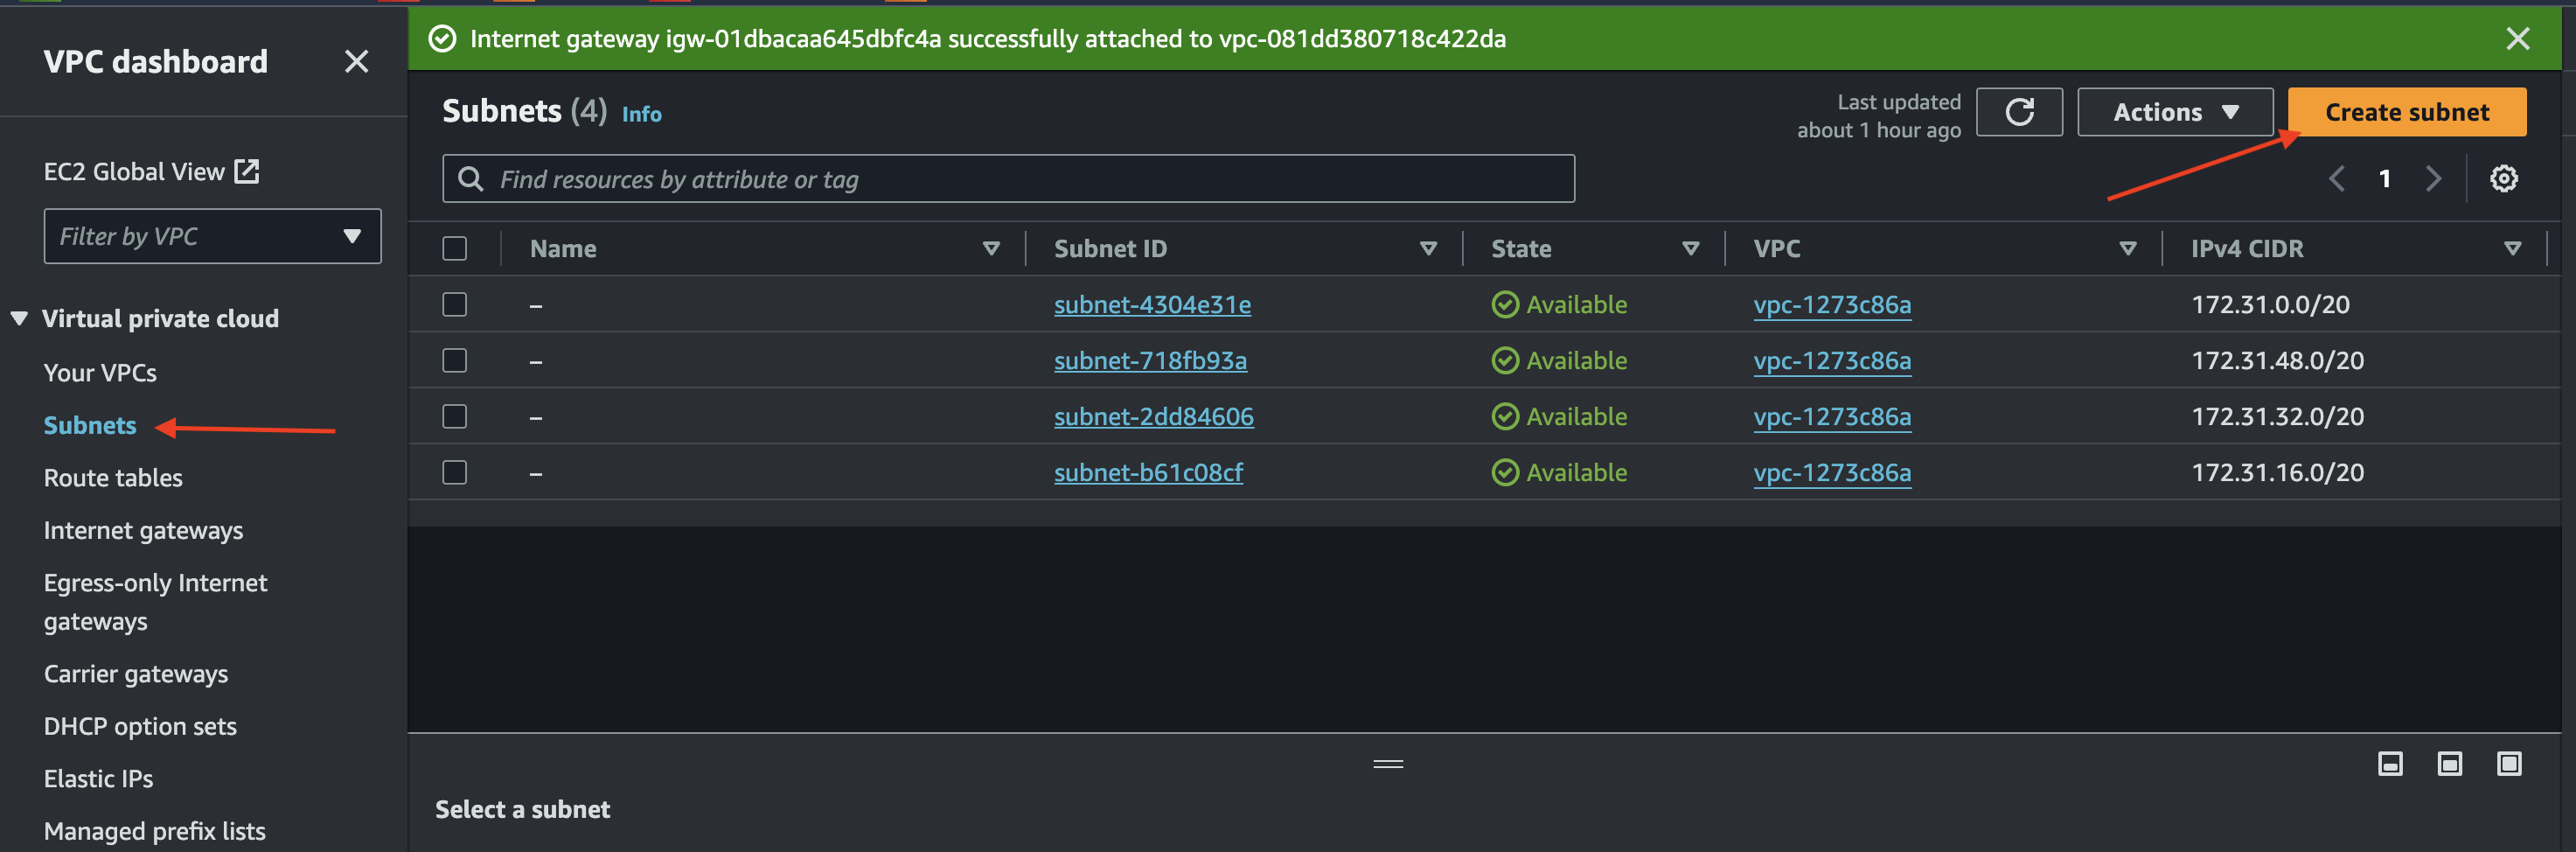 Internet gateway igw-01dbacaa645dbfc4a successfully attached to vpc-081dd380718c422da
VPC dashboard
EC2 Global View
Filter by VPC
Virtual private cloud
Your VPCs
Subnets
Route tables
Internet gateways
Egress-only Internet
gateways
Carrier gateways
DHCP option sets
Elastic IPs
Managed prefix lists
Subnets (4) Info
Last updated
about 1 hour ago
Actions
Create subnet
Find resources by attribute or tag
1
Name Subnet ID State VPC IPv4 CIDR
– subnet-4304e31e Available vpc-1273c86a 172.31.0.0/20
– subnet-718fb93a Available vpc-1273c86a 172.31.48.0/20
– subnet-2dd84606 Available vpc-1273c86a 172.31.32.0/20
– subnet-b61c08cf Available vpc-1273c86a 172.31.16.0/20
Select a subnet